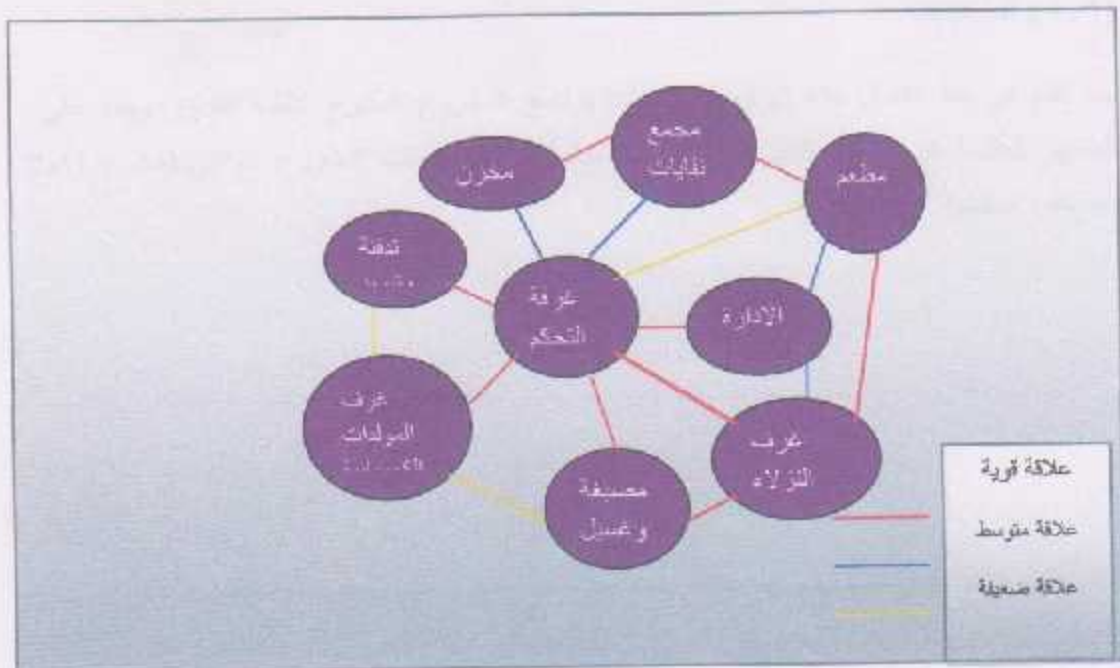 مجمع
نفايات
مخزن
مطعم
تدفئة
غرفة
التحكم
الادارة
غرف
المولدات
غرف
النزلاء
مصبغة
وغسيل
علاقة قوية
علاقة متوسط
علاقة ضعيفة